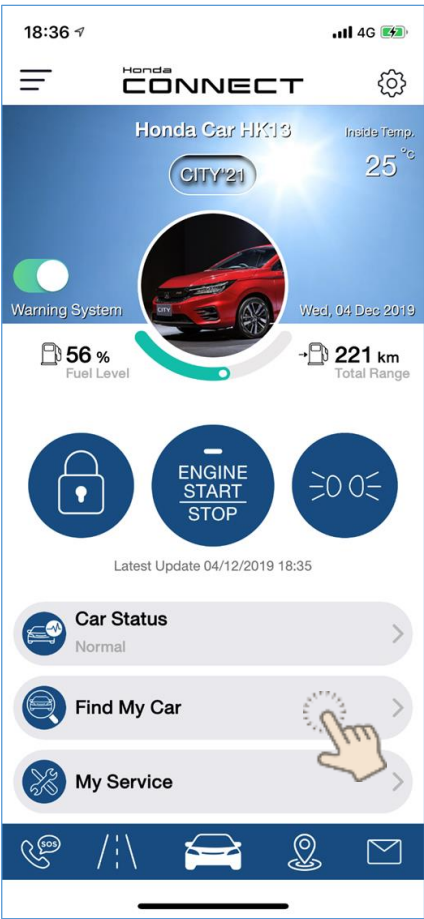 18:36
4G
Honda
CONNECT
Honda Car HK13
Inside Temp.
CITY'21
25 °C
CITY
Warning System
Wed, 04 Dec 2019
56 %
Fuel Level
221 km
Total Range
ENGINE
START
STOP
Latest Update 04/12/2019 18:35
Car Status
Normal
Find My Car
My Service
SOS